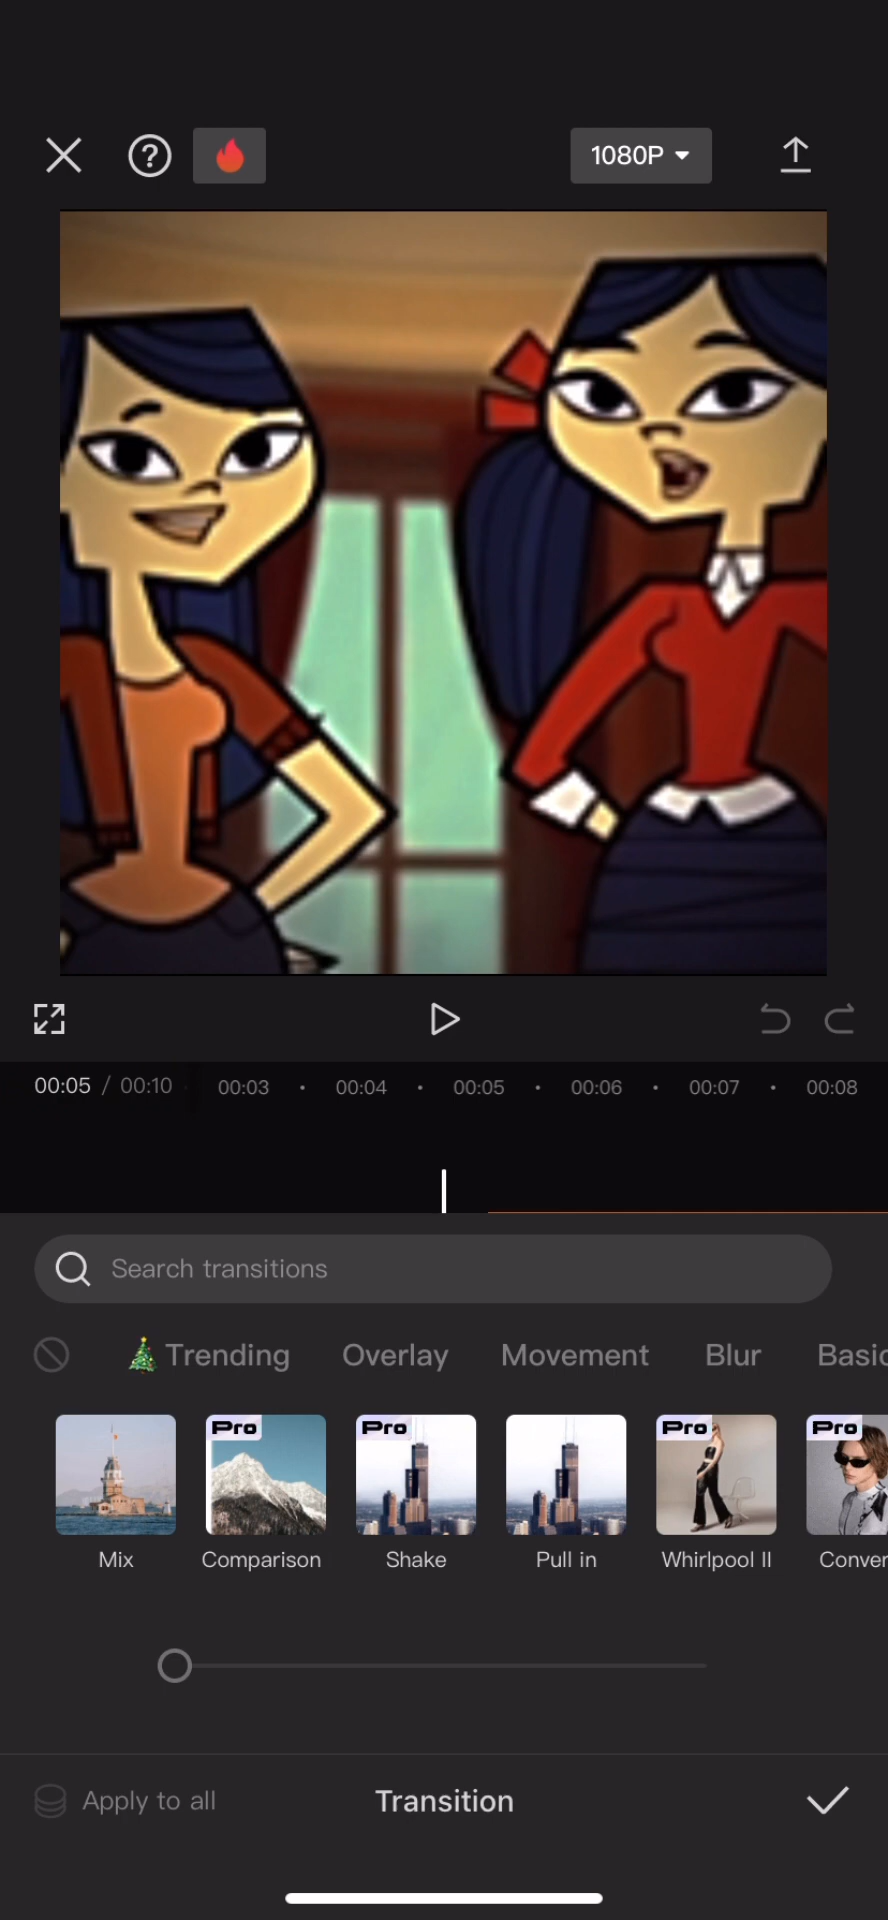 1080P
00:05 / 00:10 00:03 00:04 00:05 00:06 00:07 00:08
Search transitions
Trending Overlay Movement Blur Basic
Pro Pro Pro Pro
Mix Comparison Shake Pull in Whirlpool II Conver
Apply to all Transition